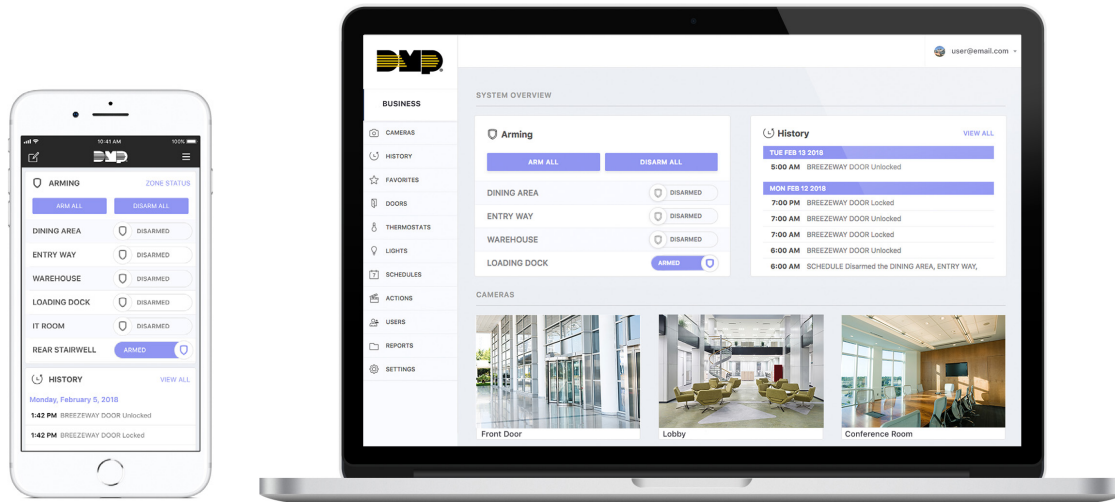 10:41 AM
100%
DMP
ARMING
ZONE STATUS
ARM ALL
DISARM ALL
DINING AREA
DISARMED
ENTRY WAY
DISARMED
WAREHOUSE
DISARMED
LOADING DOCK
DISARMED
IT ROOM
DISARMED
REAR STAIRWELL
ARMED
HISTORY
VIEW ALL
Monday, February 5, 2018
1:42 PM BREEZEWAY DOOR Unlocked
1:42 PM BREEZEWAY DOOR Locked
DMP
user@email.com
BUSINESS
CAMERAS
HISTORY
FAVORITES
DOORS
THERMOSTATS
LIGHTS
7 SCHEDULES
ACTIONS
USERS
REPORTS
SETTINGS
SYSTEM OVERVIEW
Arming
ARM ALL
DISARM ALL
DINING AREA
DISARMED
ENTRY WAY
DISARMED
WAREHOUSE
DISARMED
LOADING DOCK
ARMED
History
VIEW ALL
TUE FEB 13 2018
5:00 AM BREEZEWAY DOOR Unlocked
MON FEB 12 2018
7:00 PM BREEZEWAY DOOR Locked
7:00 AM BREEZEWAY DOOR Unlocked
7:00 AM BREEZEWAY DOOR Locked
6:00 AM BREEZEWAY DOOR Unlocked
6:00 AM SCHEDULE Disarmed the DINING AREA, ENTRY WAY,
CAMERAS
Front Door
Lobby
Conference Room